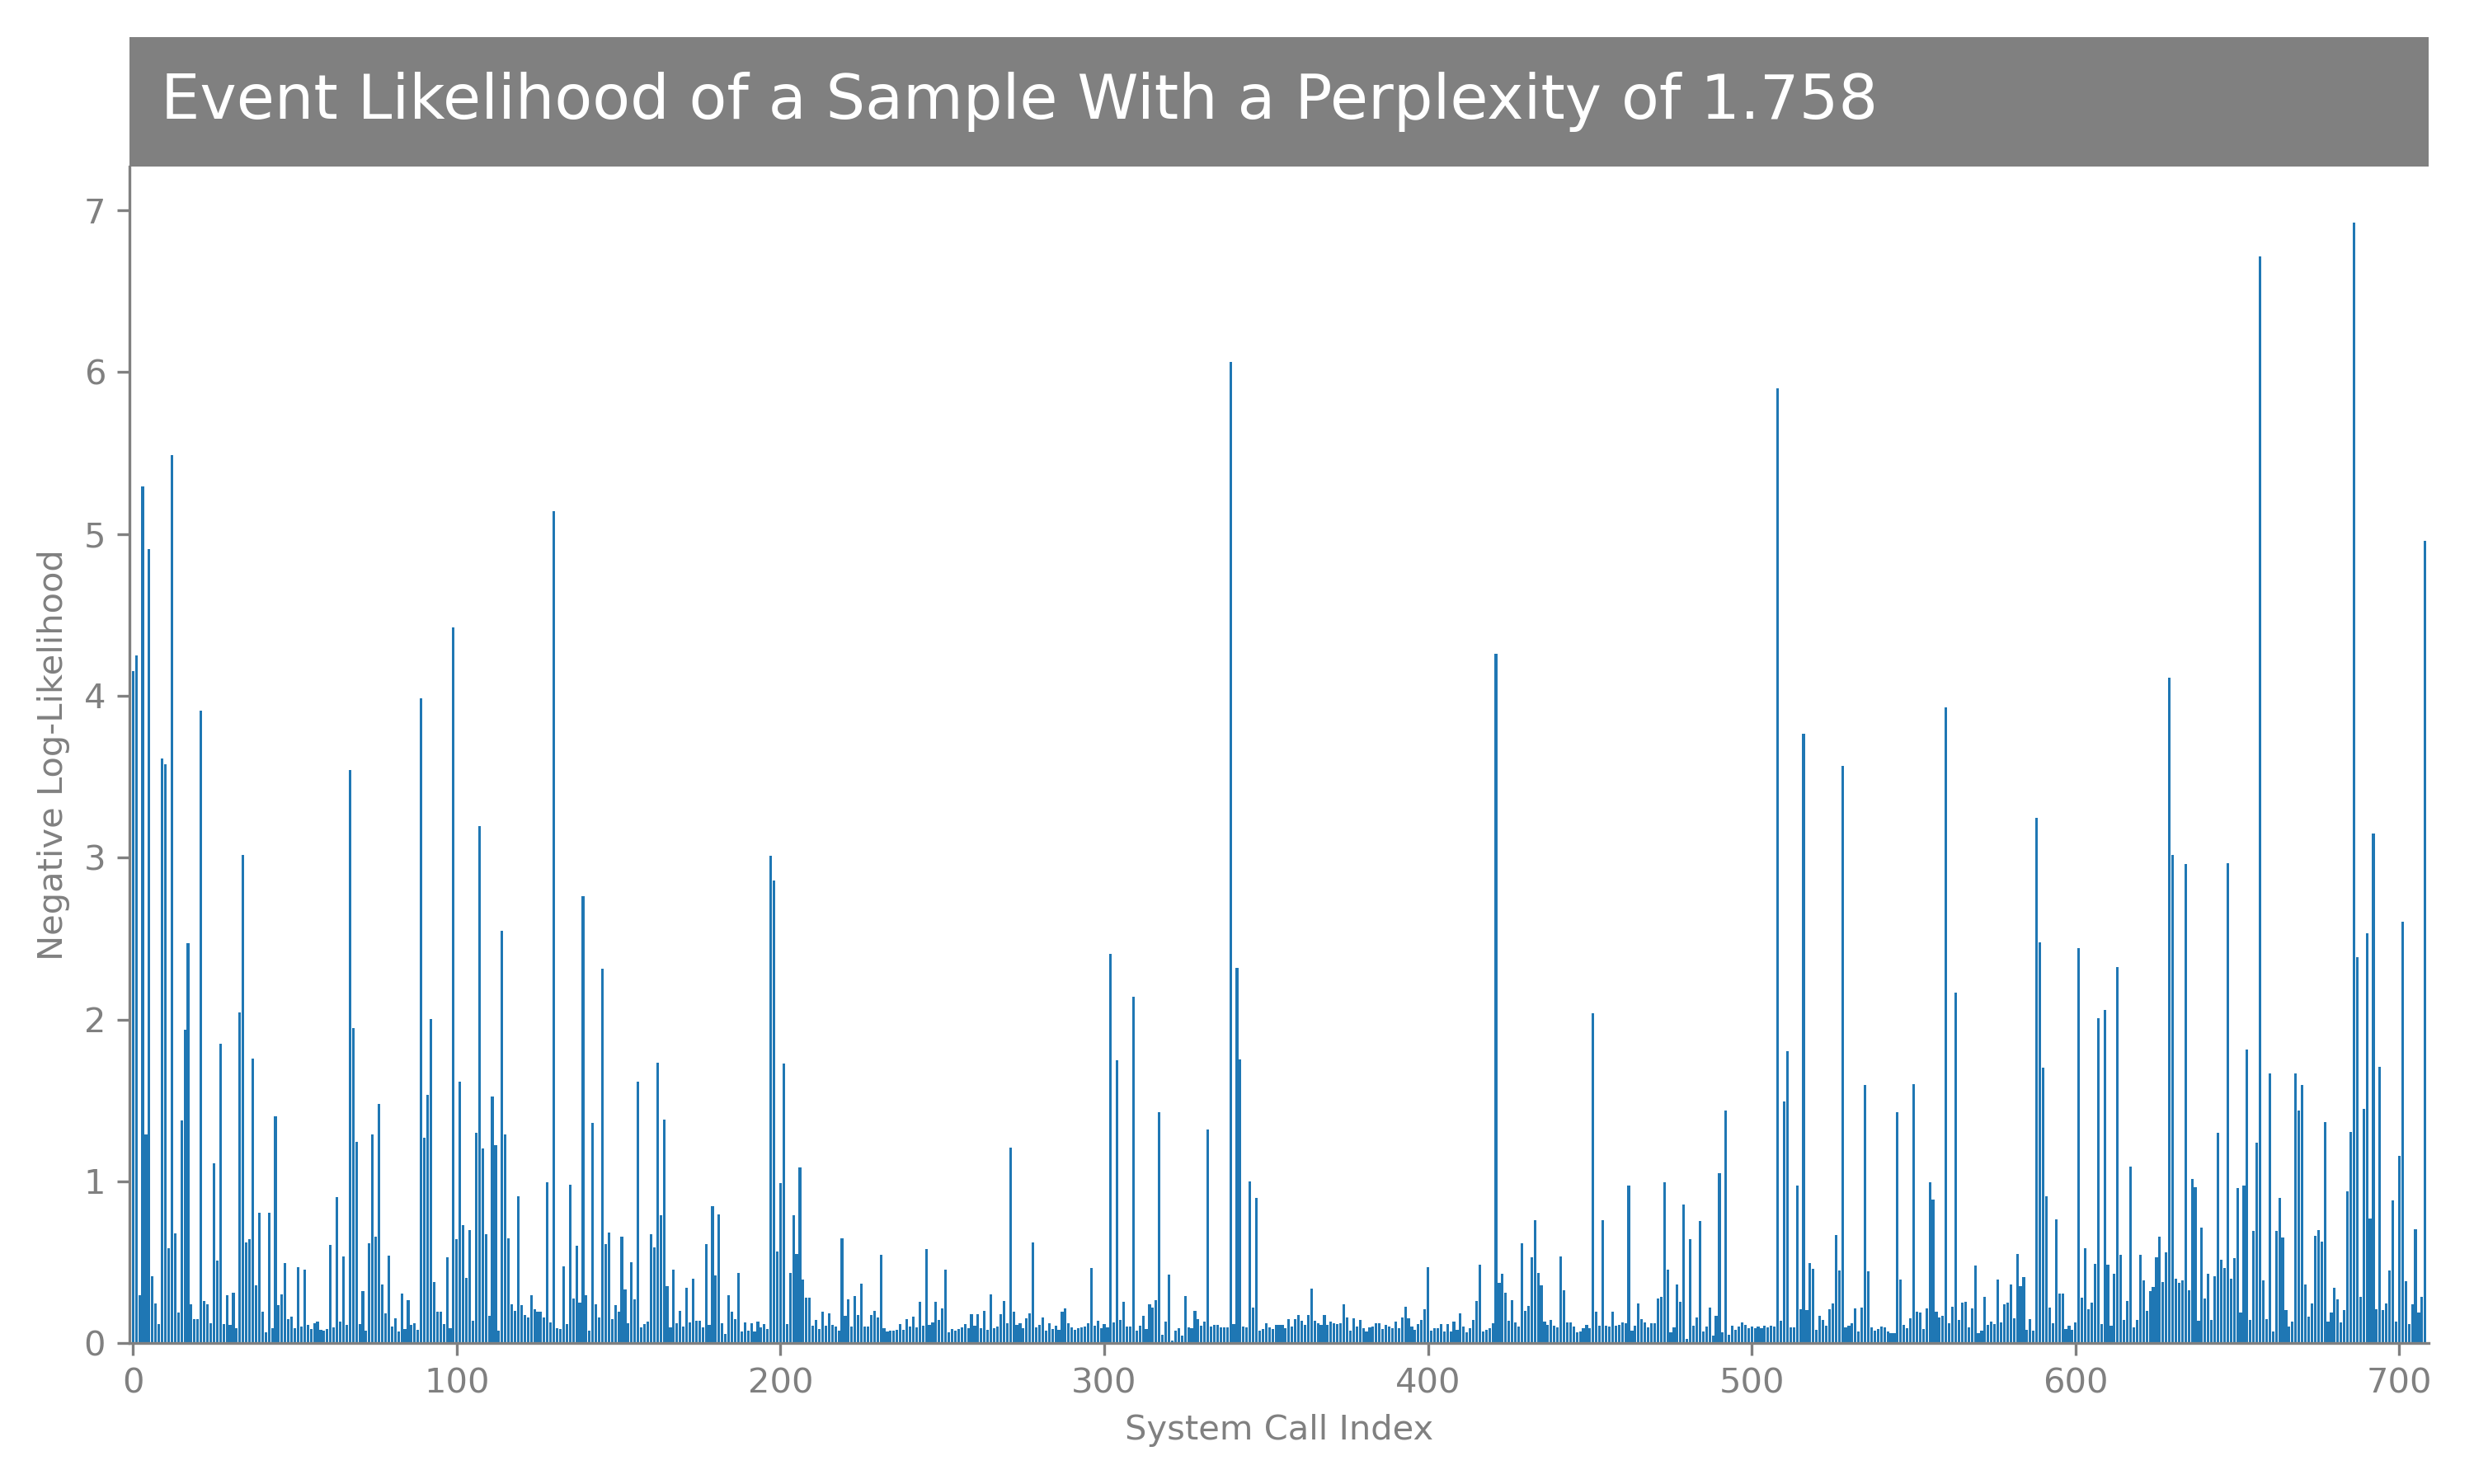 Event Likelihood of a Sample With a Perplexity of 1.758
7
6
5
4
3
2
1
0
Negative Log-Likelihood
0 100 200 300 400 500 600 700
System Call Index